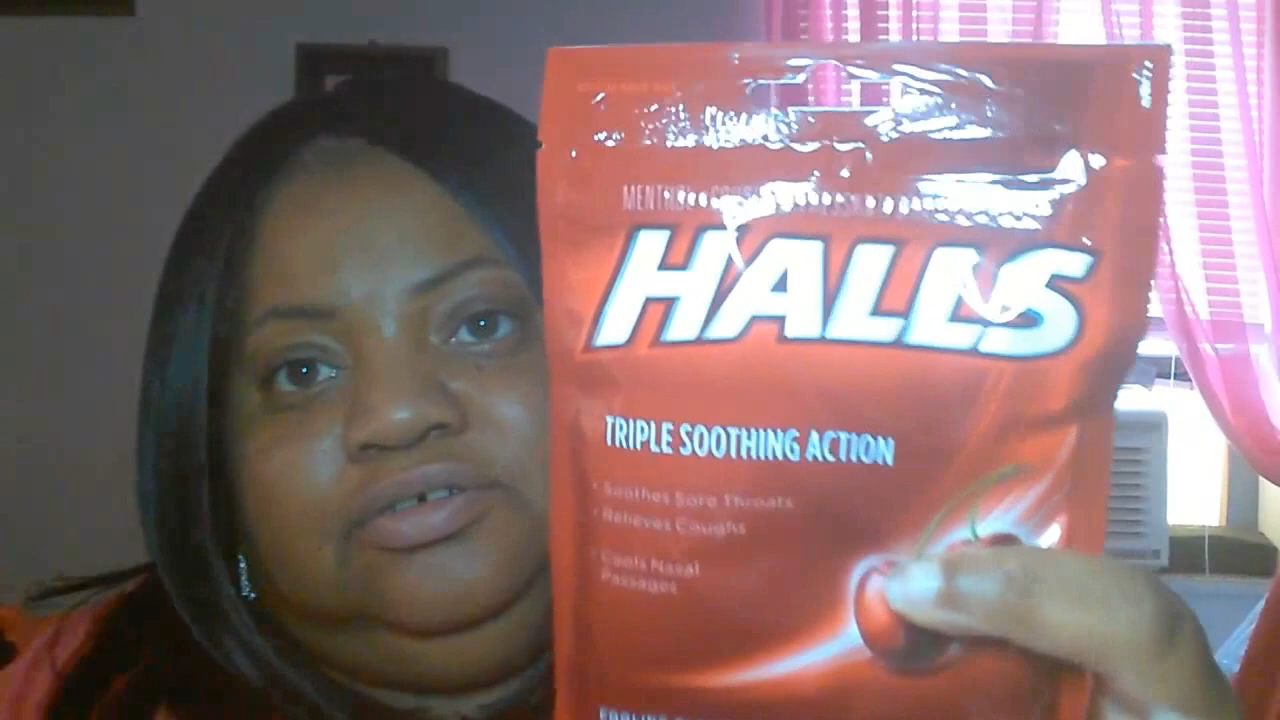 HALLS
TRIPLE SOOTHING ACTION
• Soothes Sore Throats
• Relieves Coughs
• Cools Nasal
Passages